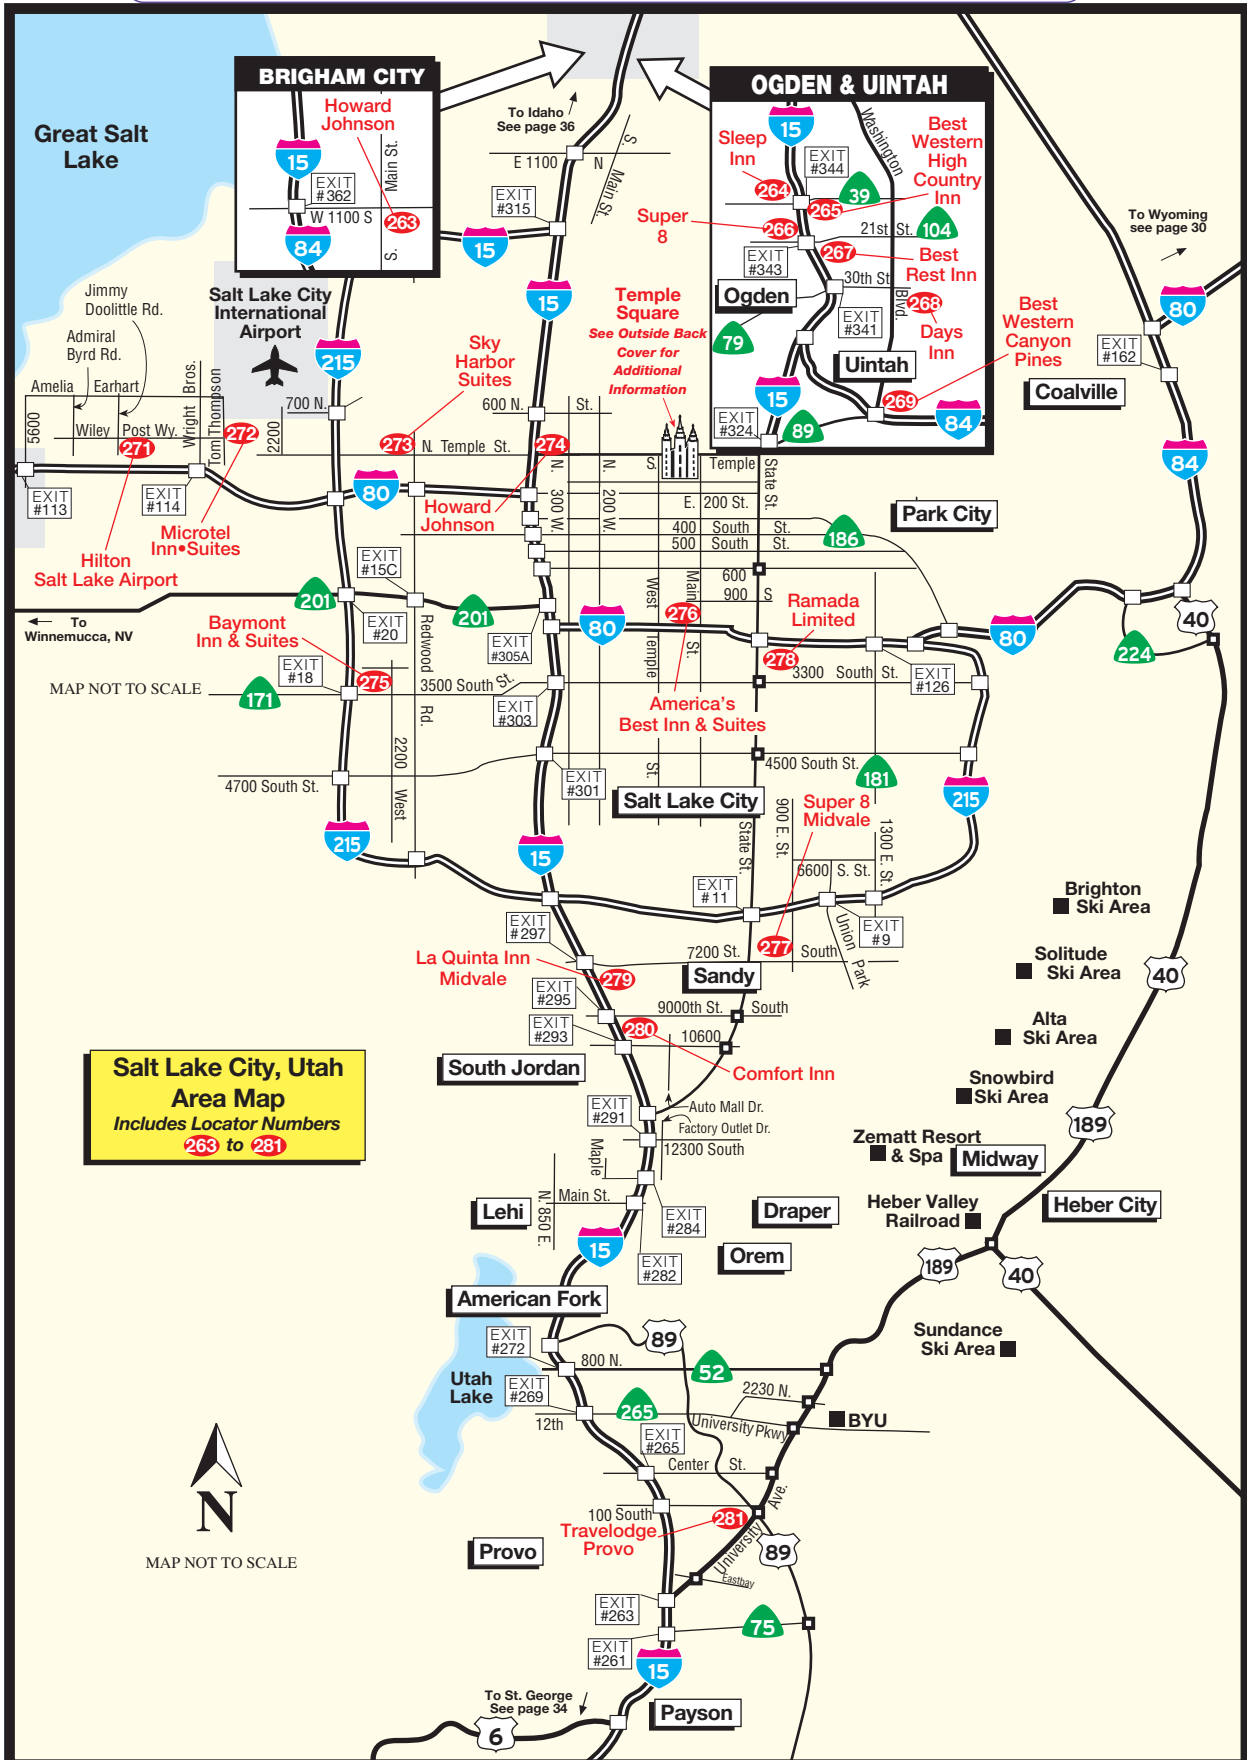 BRIGHAM CITY
Howard
Johnson
15
EXIT
#362
Main St.
W 1100 S
263
84
S.
Great Salt
Lake
To Idaho
See page 36
E 1100
N
S.
Main St.
EXIT
#315
15
15
OGDEN & UINTAH
15
Washington
Best
Western
High
Country
Inn
Sleep
Inn
EXIT
#344
264
39
265
Super
8
266
21st St.
104
EXIT
#343
267
Best
Rest Inn
Ogden
30th St.
Blvd.
268
EXIT
#341
Days
Inn
79
Uintah
15
269
EXIT
#324
89
84
Best
Western
Canyon
Pines
To Wyoming
see page 30
80
EXIT
#162
Coalville
84
Jimmy
Doolittle Rd.
Admiral
Byrd Rd.
Salt Lake City
International
Airport
215
Amelia
Earhart
Wright Bros.
Tom Thompson
5600
Wiley
Post Wy.
271
272
700 N.
2200
Sky
Harbor
Suites
600 N.
St.
273
N. Temple St.
274
Temple
Square
See Outside Back
Cover for
Additional
Information
N.
300 W.
N.
200 W.
S.
Temple
State St.
EXIT
#113
EXIT
#114
80
Howard
Johnson
E. 200 St.
400 South St.
500 South St.
186
Park City
Microtel
Inn•Suites
Hilton
Salt Lake Airport
EXIT
#15C
600
900 S
201
201
West
Temple
St.
Main
St.
276
To
Winnemucca, NV
EXIT
#20
Redwood
Rd.
EXIT
#305A
80
Ramada
Limited
80
40
224
Baymont
Inn & Suites
EXIT
#18
275
278
3300 South St.
EXIT
#126
MAP NOT TO SCALE
171
3500 South St.
EXIT
#303
America's
Best Inn & Suites
2200
West
4700 South St.
EXIT
#301
4500 South St.
181
Salt Lake City
215
15
State St.
900 E. St.
Super 8
Midvale
1300 E. St.
215
6600 S. St.
EXIT
#11
Union Park
EXIT
#9
EXIT
#297
277
7200 St.
South
Brighton
Ski Area
La Quinta Inn
Midvale
279
Sandy
Solitude
Ski Area
40
EXIT
#295
9000th St.
South
EXIT
#293
280
10600
Alta
Ski Area
South Jordan
Comfort Inn
Snowbird
Ski Area
Salt Lake City, Utah
Area Map
Includes Locator Numbers
263 to 281
EXIT
#291
Auto Mall Dr.
Factory Outlet Dr.
12300 South
Maple
189
Zematt Resort
& Spa
Midway
Lehi
N. 850 E.
Main St.
EXIT
#284
Draper
Heber Valley
Railroad
Heber City
15
EXIT
#282
Orem
189
40
American Fork
EXIT
#272
89
Sundance
Ski Area
Utah
Lake
800 N.
52
EXIT
#269
265
2230 N.
12th
University Pkwy
BYU
EXIT
#265
Center St.
N
100 South
281
Ave.
University
Travelodge
Provo
MAP NOT TO SCALE
Provo
89
Eastbay
EXIT
#263
75
EXIT
#261
15
To St. George
See page 34
Payson
6